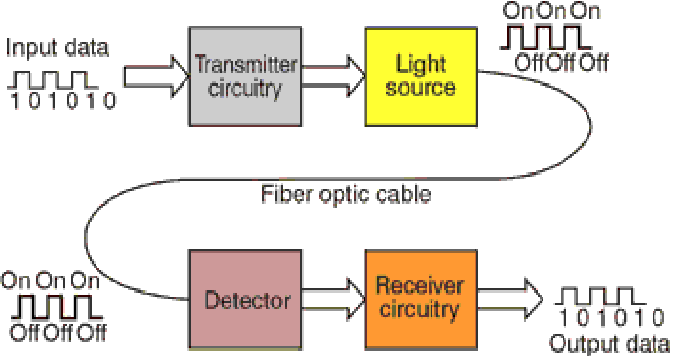 On On On
Off Off Off
Input data
1 0 1 0 1 0
Transmitter
circuitry
Light
source
Fiber optic cable
On On On
Off Off Off
Detector
Receiver
circuitry
1 0 1 0 1 0
Output data